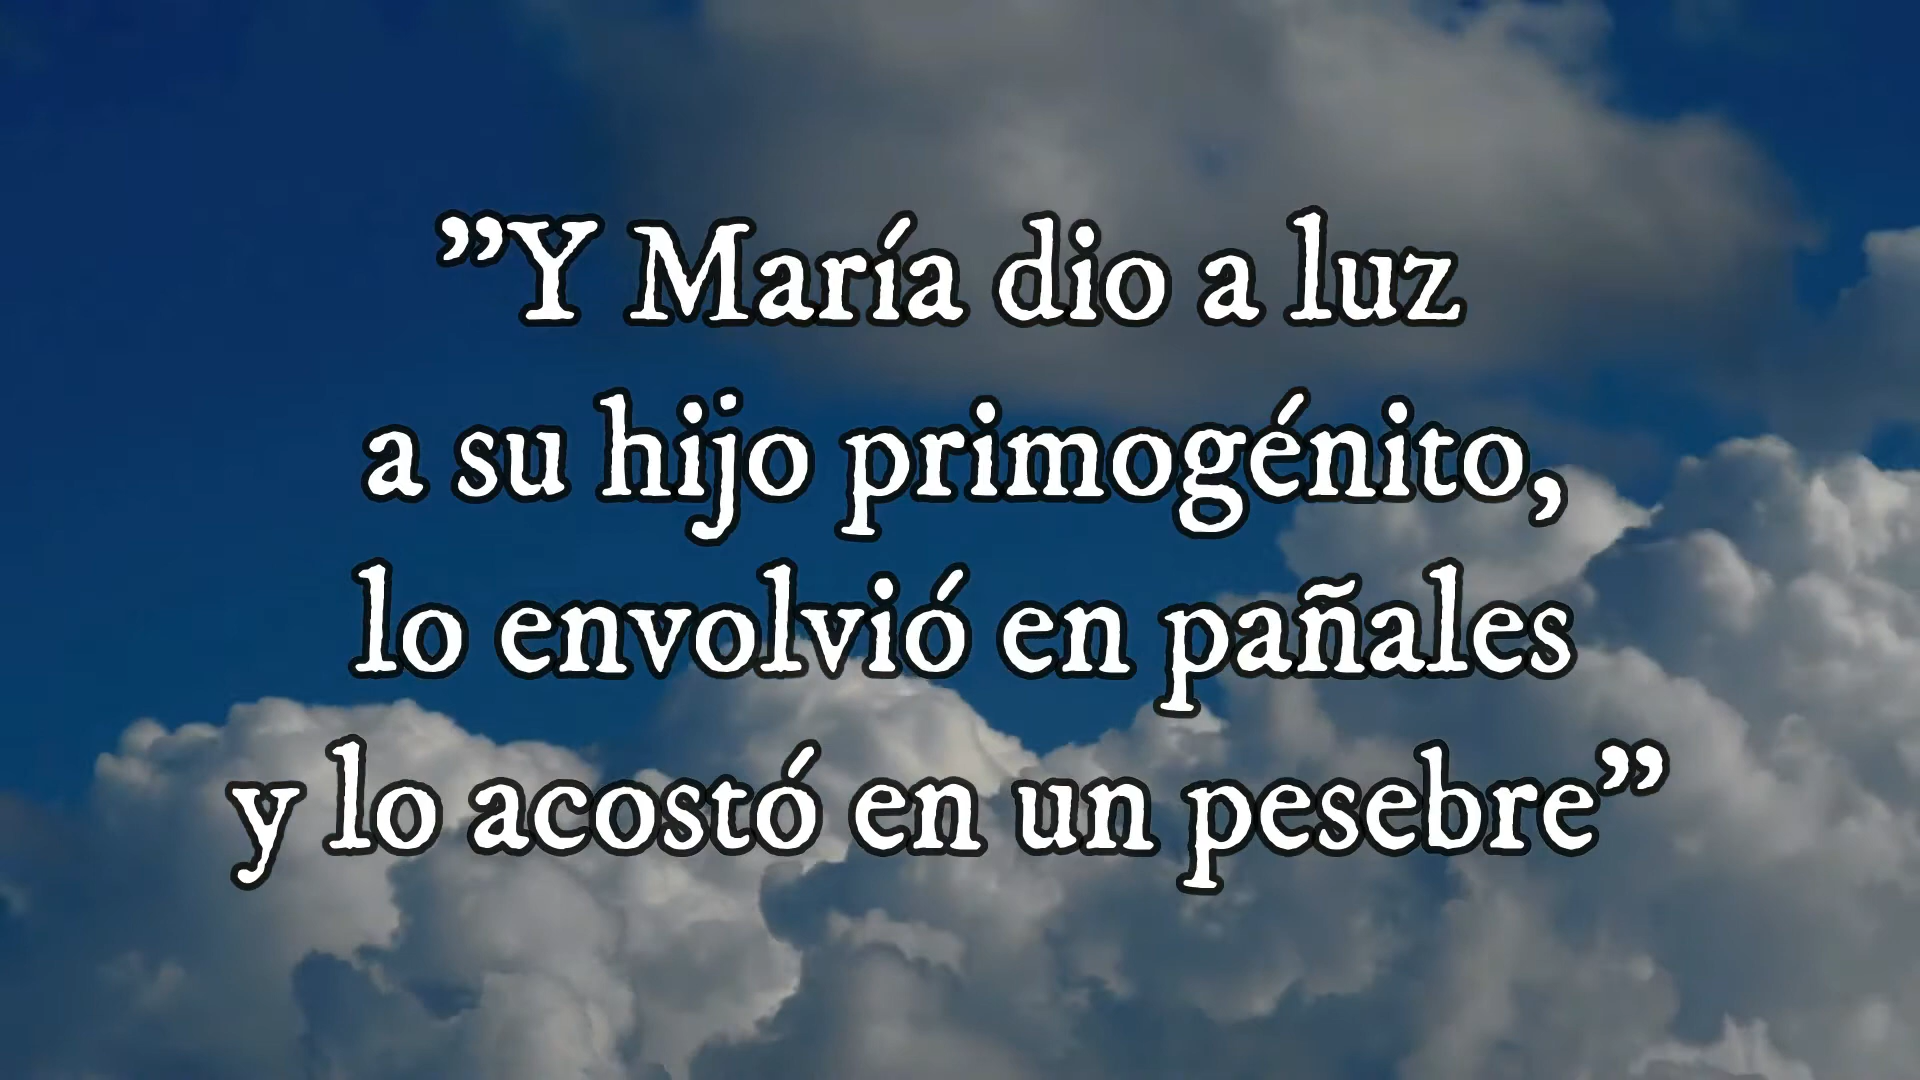 ”Y María dio a luz
a su hijo primogénito,
lo envolvió en pañales
y lo acostó en un pesebre”